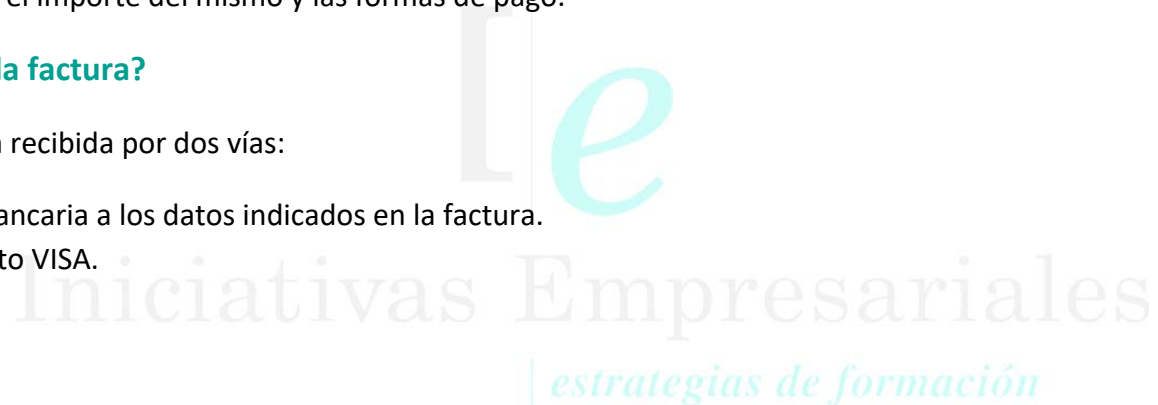 el importe del mismo y las formas de pago.
la factura?
recibida por dos vías:
ancaria a los datos indicados en la factura.
to VISA.
e
Iniciativas Empresariales
| estrategias de formación